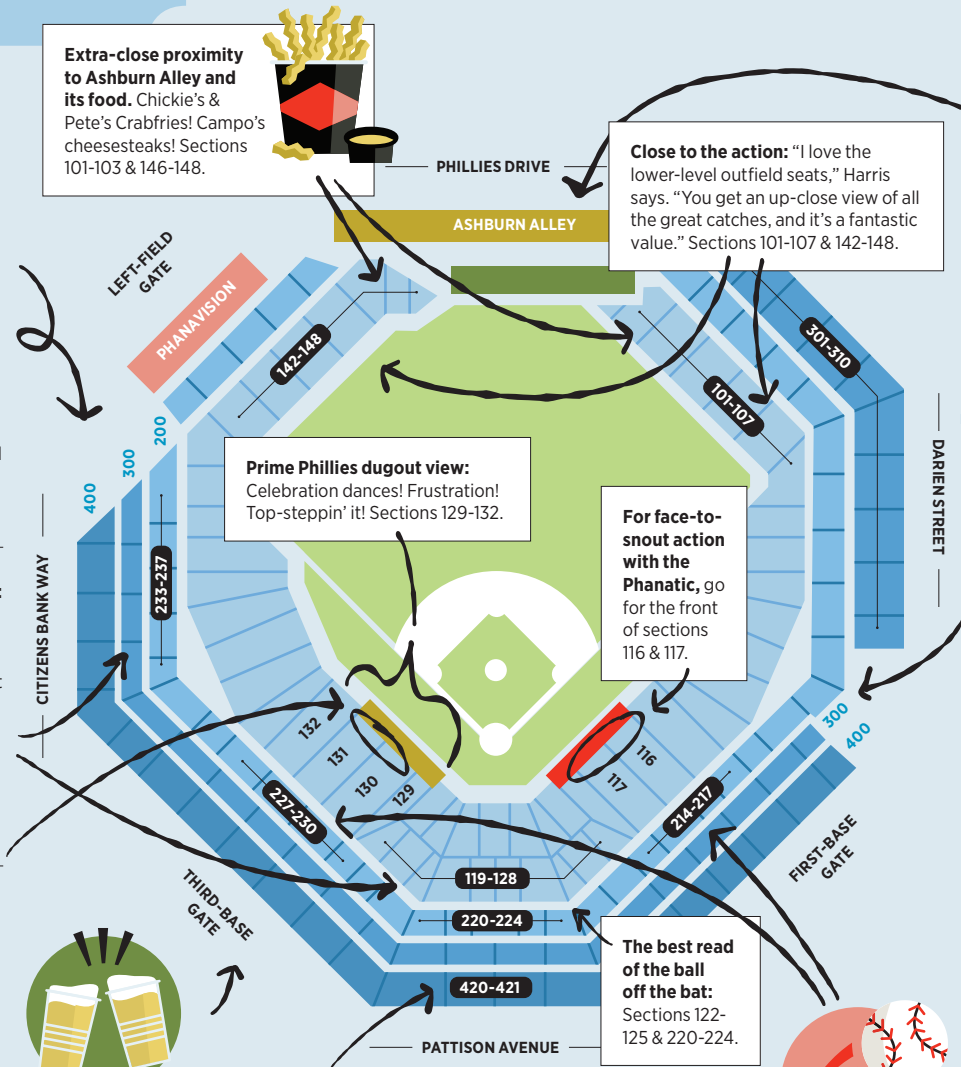 Extra-close proximity
to Ashburn Alley and
its food. Chickie's &
Pete's Crabfries! Campo's
cheesesteaks! Sections
101-103 & 146-148.
PHILLIES DRIVE
Close to the action: “I love the
lower-level outfield seats,” Harris
says. “You get an up-close view of all
the great catches, and it's a fantastic
value.” Sections 101-107 & 142-148.
ASHBURN ALLEY
LEFT-FIELD
GATE
PHANAVISION
142-148
301-310
101-107
200
300
400
Prime Phillies dugout view:
Celebration dances! Frustration!
Top-steppin' it! Sections 129-132.
For face-to-
snout action
with the
Phanatic, go
for the front
of sections
116 & 117.
DARIEN STREET
CITIZENS BANK WAY
233-237
132
131
130
129
116
117
300
400
227-230
214-217
FIRST-BASE
GATE
THIRD-BASE
GATE
119-128
220-224
420-421
The best read
of the ball
off the bat:
Sections 122-
125 & 220-224.
PATTISON AVENUE